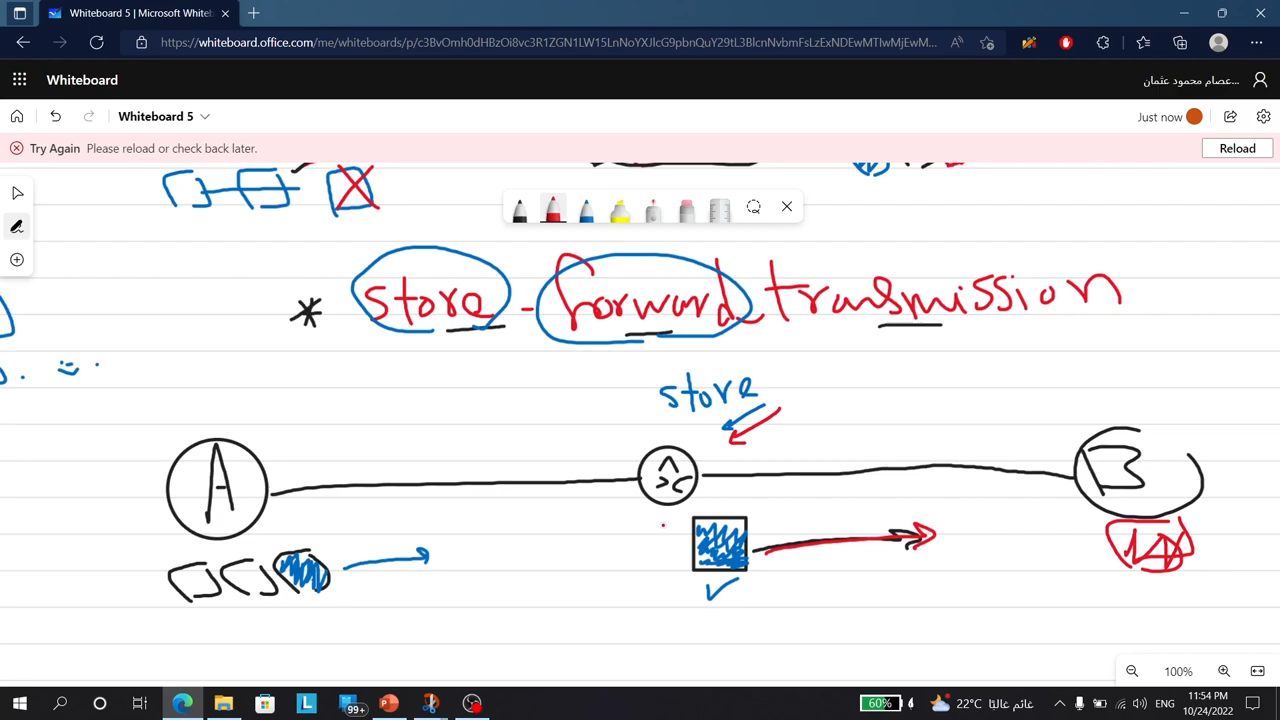 Whiteboard 5 | Microsoft Whiteb
https://whiteboard.office.com/me/whiteboards/p/c3BvOmh0dHBzOi8vc3R1ZGN1LW15LnNoYXJlcG9pbnQuY29tL3BlcnNvbmFsLzExNDEwMTIwMjEwM...
Whiteboard
عصام محمود عثمان...
Whiteboard 5
Just now
Try Again Please reload or check back later.
Reload
* store - forward transmission
store
A
B
100%
L
99+
60%
22°C غائم غالبًا
ENG
11:54 PM
10/24/2022